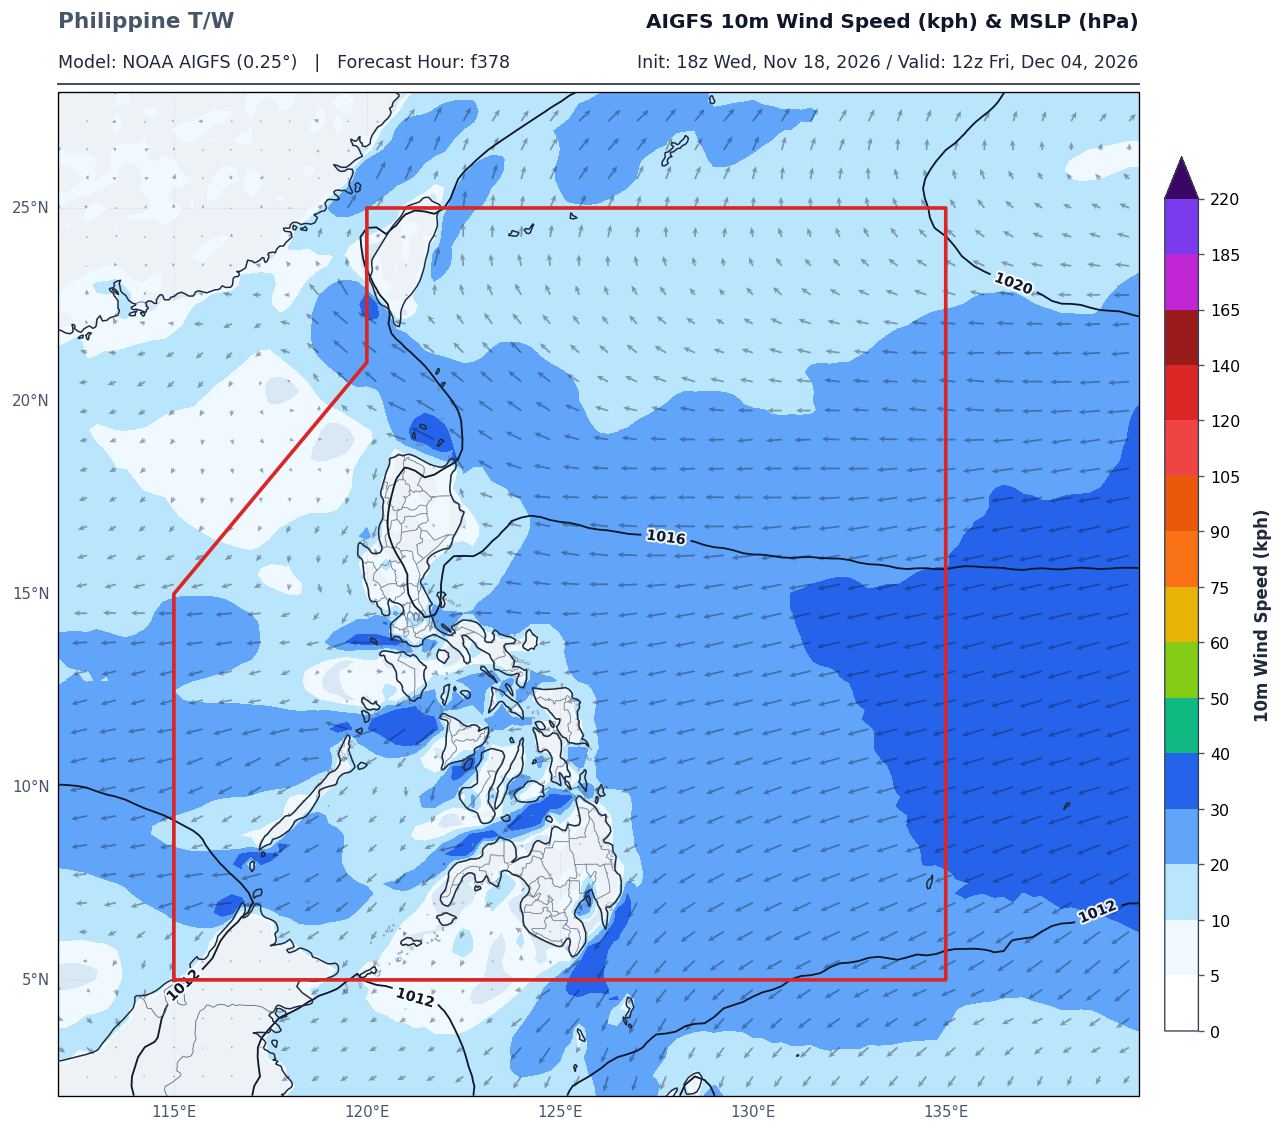 Philippine T/W
AIGFS 10m Wind Speed (kph) & MSLP (hPa)
Model: NOAA AIGFS (0.25°) | Forecast Hour: f378
Init: 18z Wed, Nov 18, 2026 / Valid: 12z Fri, Dec 04, 2026
25°N
20°N
15°N
10°N
5°N
115°E
120°E
125°E
130°E
135°E
1020
1016
1012
1012
1012
220
185
165
140
120
105
90
75
60
50
40
30
20
10
5
0
10m Wind Speed (kph)